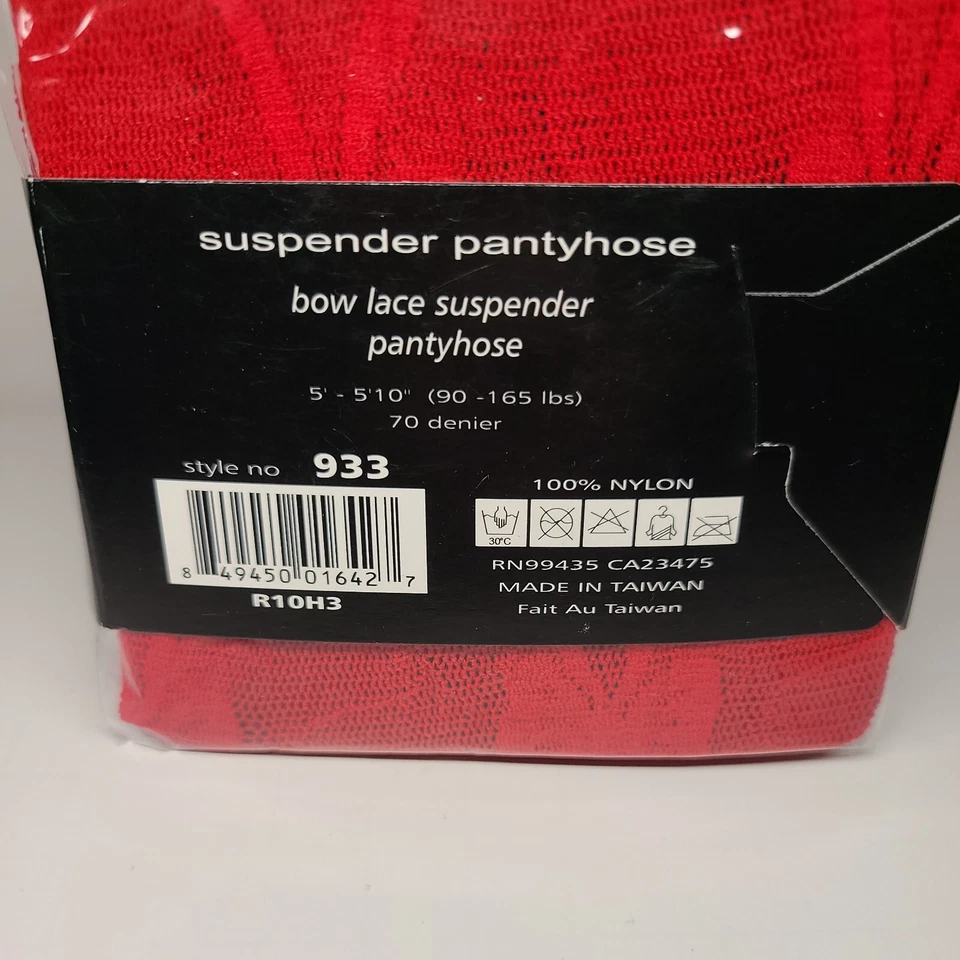 suspender pantyhose
bow lace suspender
pantyhose
5' - 5'10" (90 -165 lbs)
70 denier
style no 933
8 49450 01642 7
R10H3
100% NYLON
30°C
RN99435 CA23475
MADE IN TAIWAN
Fait Au Taiwan